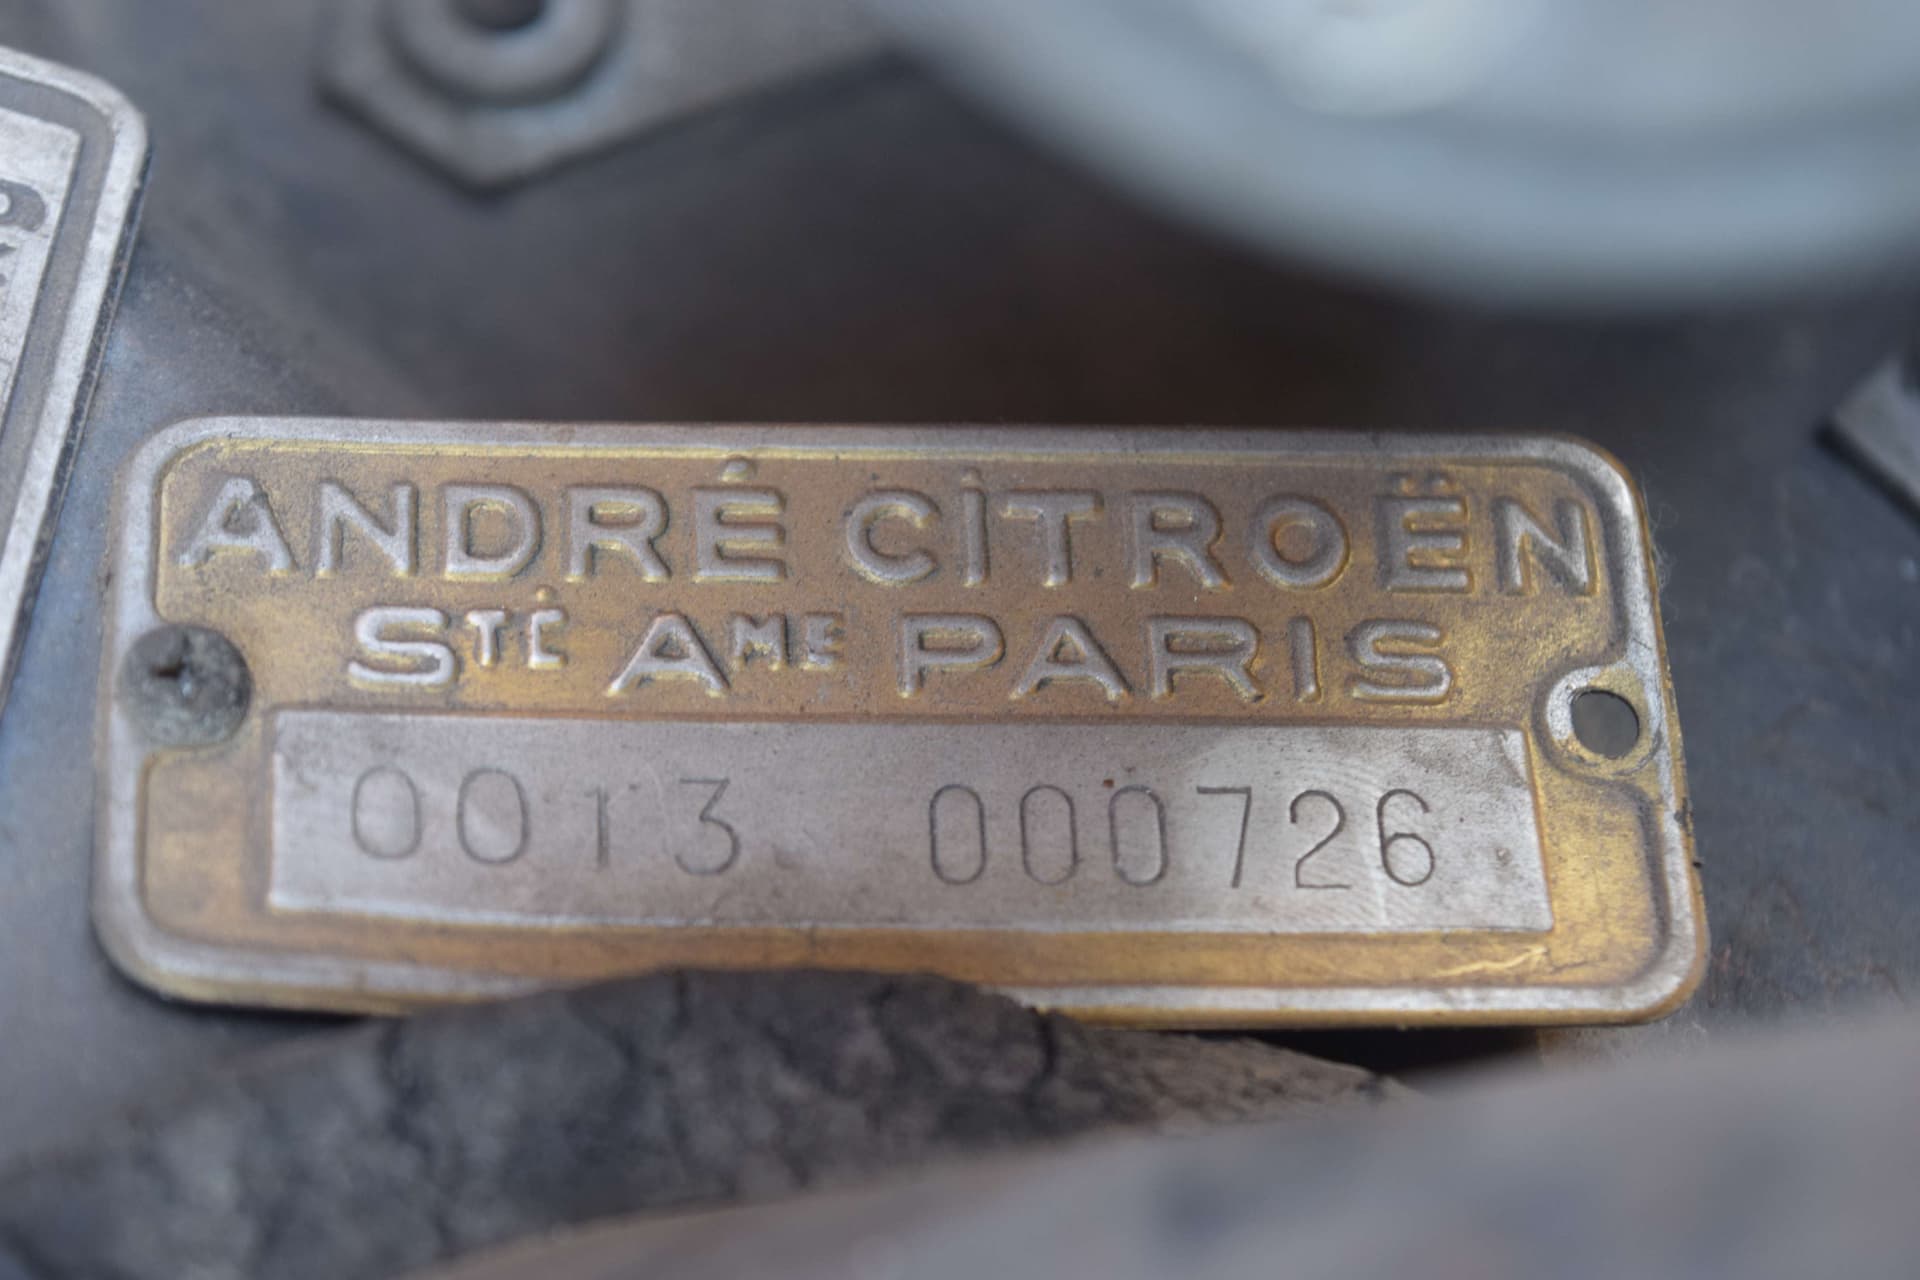 ANDRÉ CiTROËN
STÉ AME PARIS
0013 000726